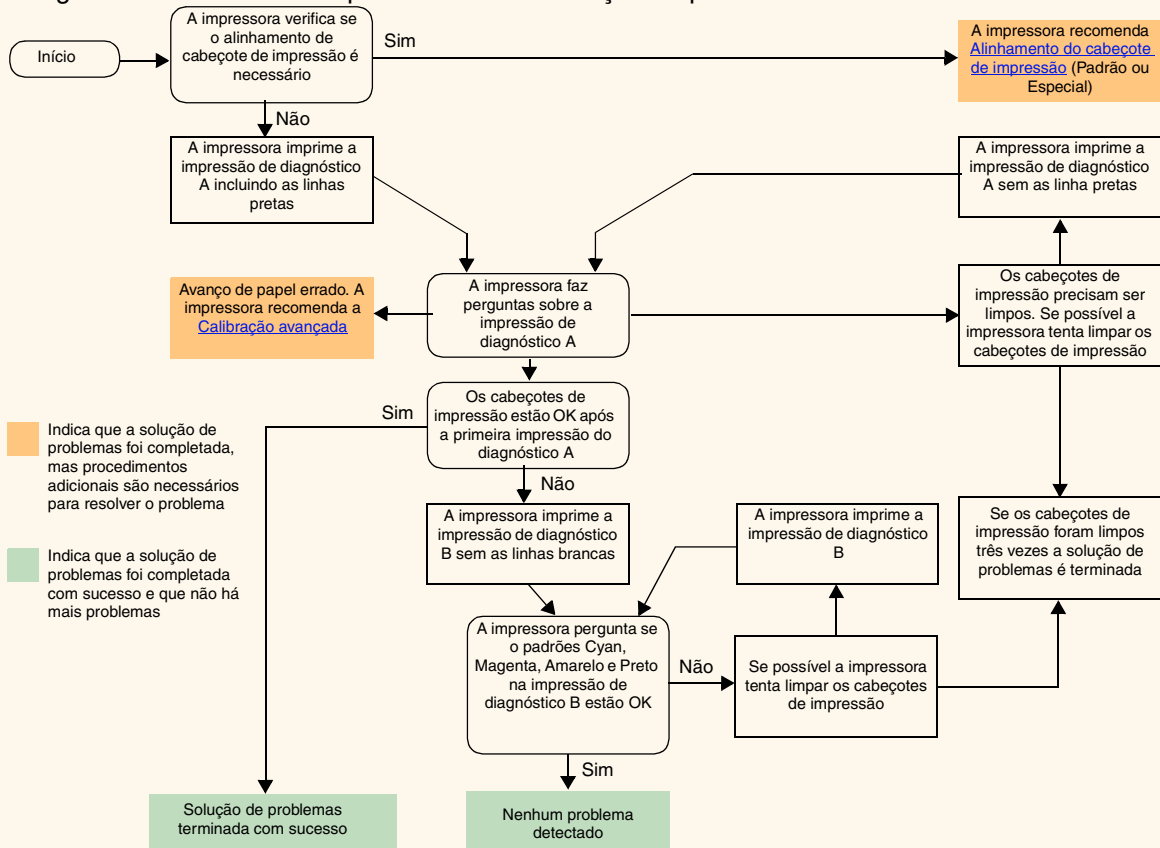 A impressora verifica se
o alinhamento de
cabeçote de impressão é
necessário
Início
Sim
A impressora recomenda
Alinhamento do cabeçote
de impressão (Padrão ou
Especial)
Não
A impressora imprime a
impressão de diagnóstico
A incluindo as linhas
pretas
A impressora imprime a
impressão de diagnóstico
A sem as linha pretas
Avanço de papel errado. A
impressora recomenda a
Calibração avançada
A impressora faz
perguntas sobre a
impressão de
diagnóstico A
Os cabeçotes de
impressão precisam ser
limpos. Se possível a
impressora tenta limpar os
cabeçotes de impressão
Os cabeçotes de
impressão estão OK após
a primeira impressão do
diagnóstico A
Sim
Não
Indica que a solução de
problemas foi completada,
mas procedimentos
adicionais são necessários
para resolver o problema
A impressora imprime a
impressão de diagnóstico
B sem as linhas brancas
A impressora imprime a
impressão de diagnóstico
B
Se os cabeçotes de
impressão foram limpos
três vezes a solução de
problemas é terminada
Indica que a solução de
problemas foi completada
com sucesso e que não há
mais problemas
A impressora pergunta se
o padrões Cyan,
Magenta, Amarelo e Preto
na impressão de
diagnóstico B estão OK
Não
Se possível a impressora
tenta limpar os cabeçotes
de impressão
Sim
Solução de problemas
terminada com sucesso
Nenhum problema
detectado